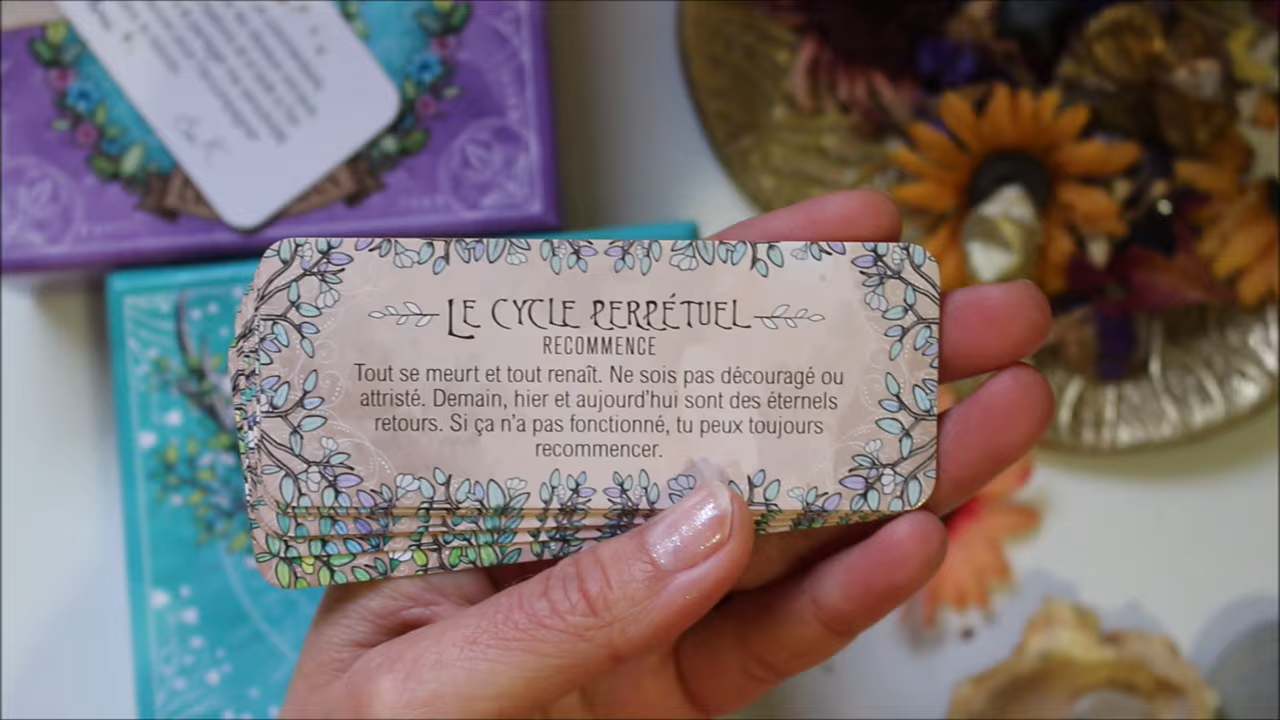 LE CYCLE PERPÉTUEL
RECOMMENCE
Tout se meurt et tout renaît. Ne sois pas découragé ou
attristé. Demain, hier et aujourd'hui sont des éternels
retours. Si ça n'a pas fonctionné, tu peux toujours
recommencer.